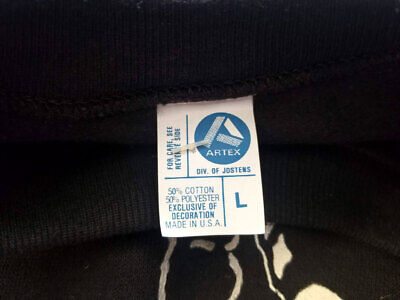 FOR CARE, SEE
REVERSE SIDE
ARTEX
DIV. OF JOSTENS
50% COTTON
50% POLYESTER
EXCLUSIVE OF
DECORATION
MADE IN U.S.A.
L